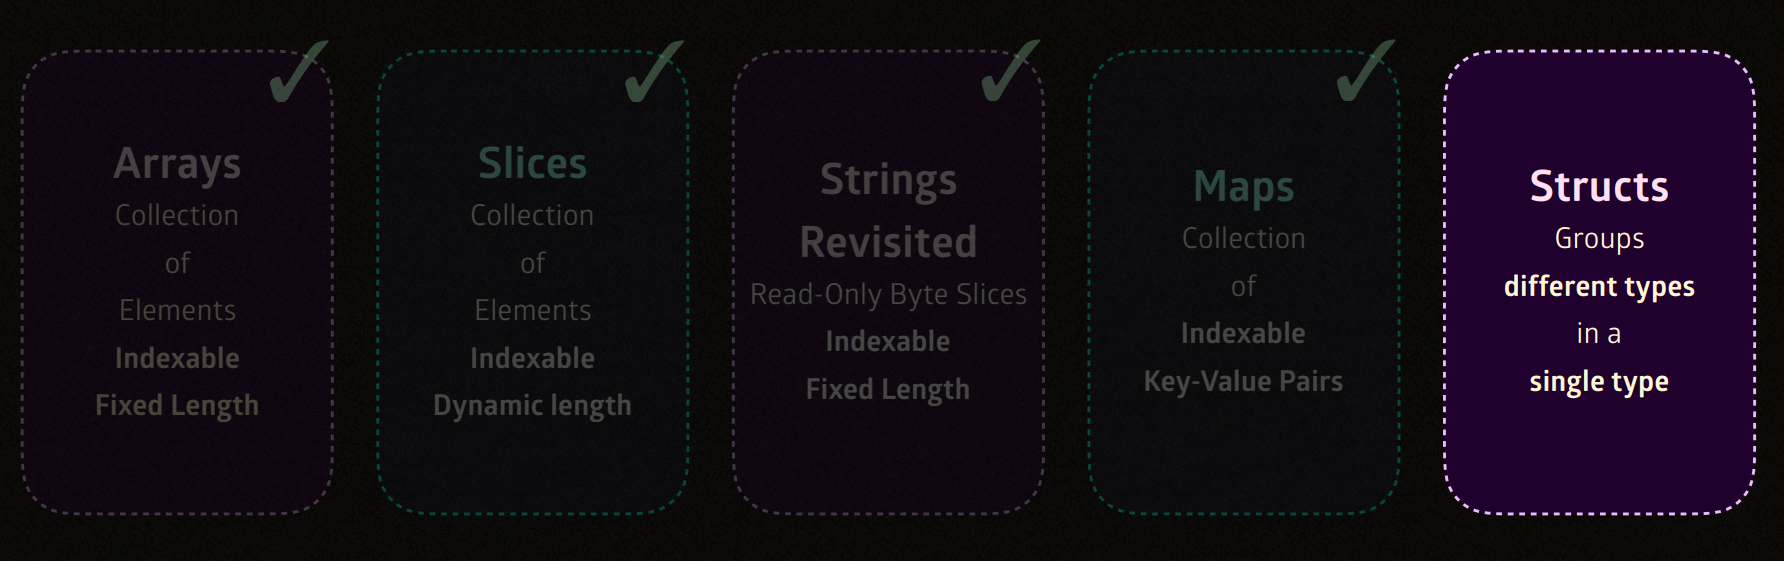 Arrays
Collection
of
Elements
Indexable
Fixed Length
Slices
Collection
of
Elements
Indexable
Dynamic length
Strings
Revisited
Read-Only Byte Slices
Indexable
Fixed Length
Maps
Collection
of
Indexable
Key-Value Pairs
Structs
Groups
different types
in a
single type